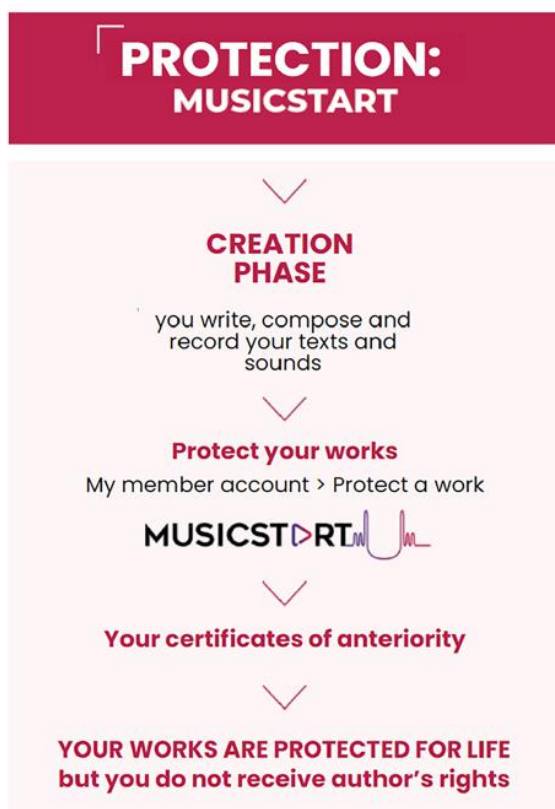 PROTECTION:
MUSICSTART
CREATION
PHASE
you write, compose and
record your texts and
sounds
Protect your works
My member account > Protect a work
MUSICSTART
Your certificates of anteriority
YOUR WORKS ARE PROTECTED FOR LIFE
but you do not receive author's rights